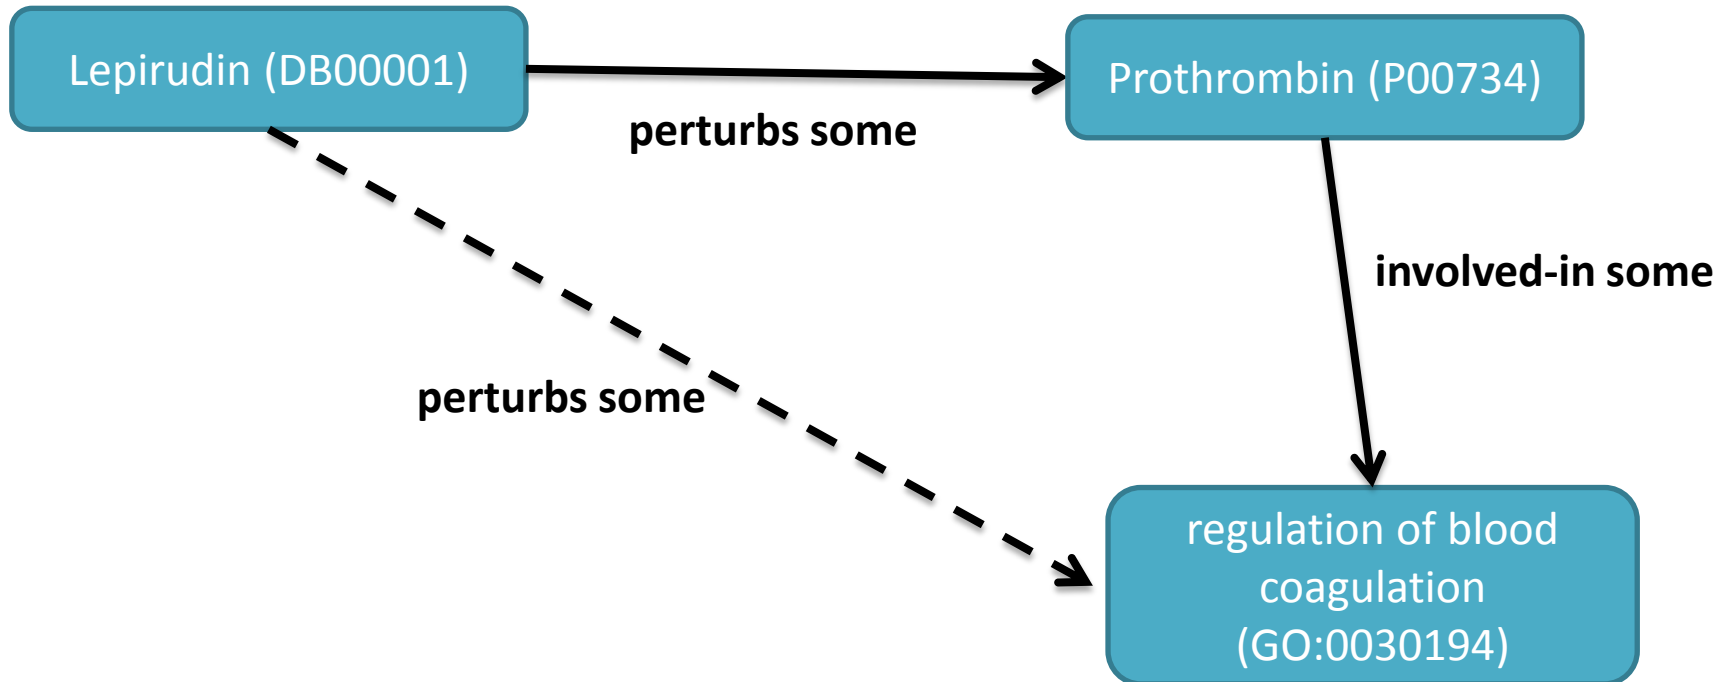 Lepirudin (DB00001)
Prothrombin (P00734)
perturbs some
involved-in some
perturbs some
regulation of blood
coagulation
(GO:0030194)